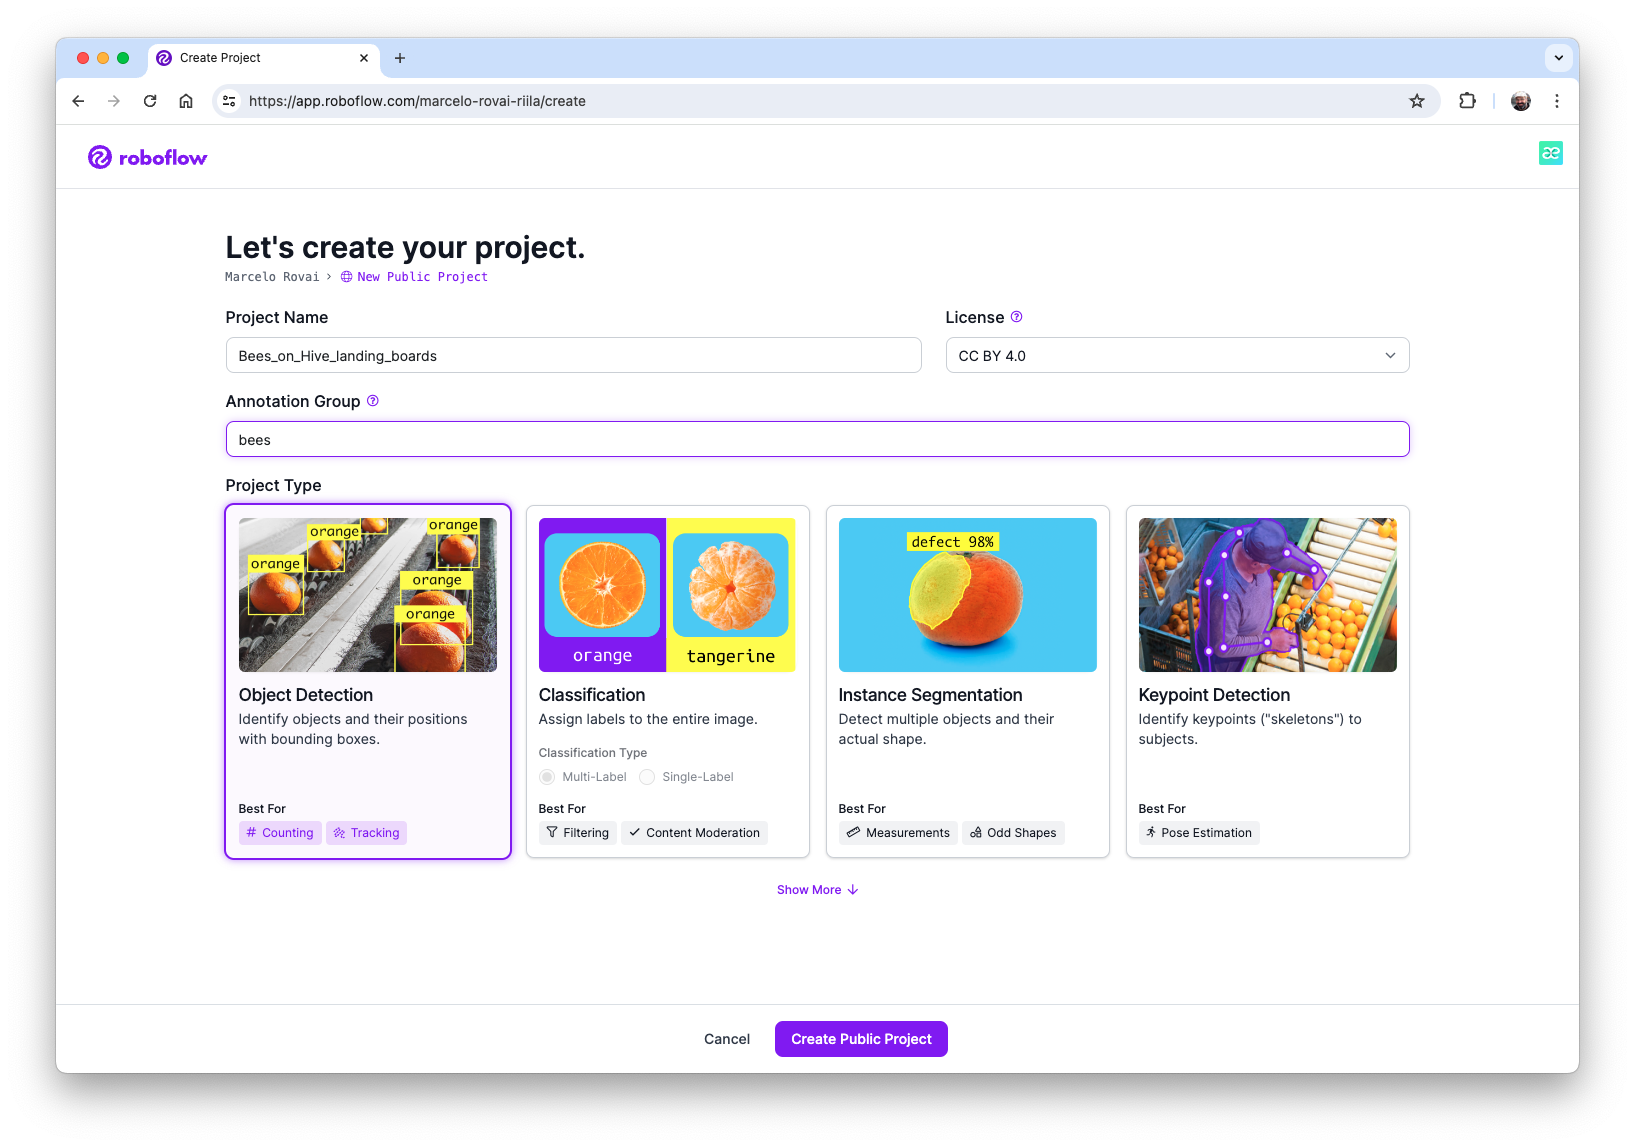 Create Project
https://app.roboflow.com/marcelo-rovai-riila/create
roboflow
æ
Let's create your project.
Marcelo Rovai › New Public Project
Project Name
License
Bees_on_Hive_landing_boards
CC BY 4.0
Annotation Group
bees
Project Type
orange
orange
orange
orange
orange
Object Detection
Identify objects and their positions
with bounding boxes.
Best For
# Counting
Tracking
orange
tangerine
Classification
Assign labels to the entire image.
Classification Type
Multi-Label
Single-Label
Best For
Filtering
Content Moderation
defect 98%
Instance Segmentation
Detect multiple objects and their
actual shape.
Best For
Measurements
Odd Shapes
Keypoint Detection
Identify keypoints ("skeletons") to
subjects.
Best For
Pose Estimation
Show More ↓
Cancel
Create Public Project